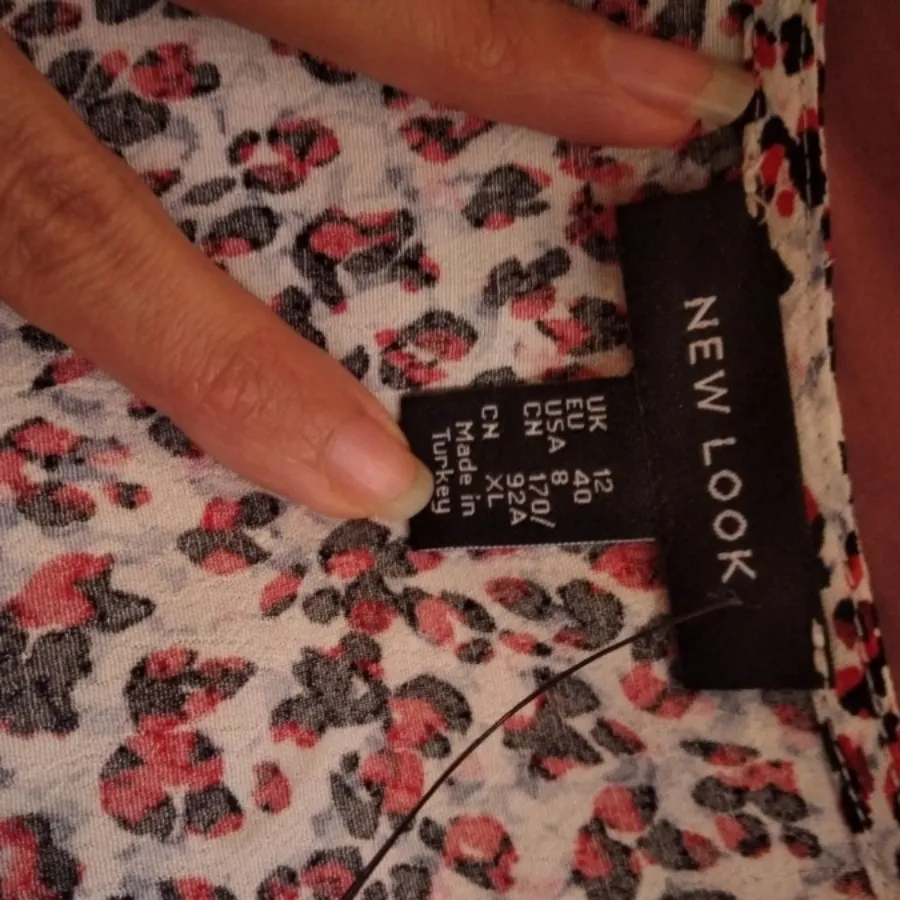 NEW LOOK
UK 12
EU 40
USA 8
CN 170/
92A
CN XL
Made in
Turkey